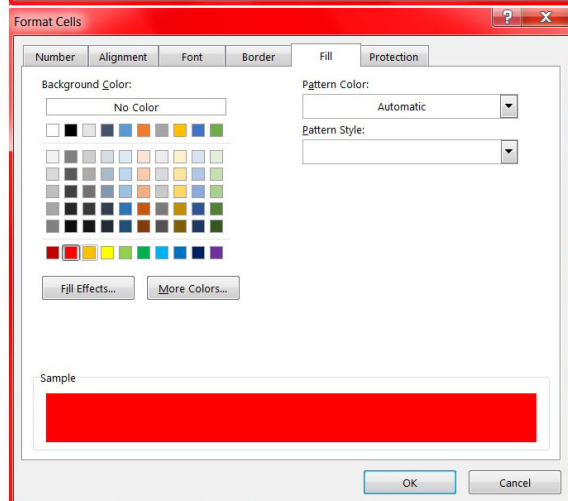 Format Cells
Number Alignment Font Border Fill Protection
Background Color:
No Color
Pattern Color:
Automatic
Pattern Style:
Fill Effects... More Colors...
Sample
OK Cancel